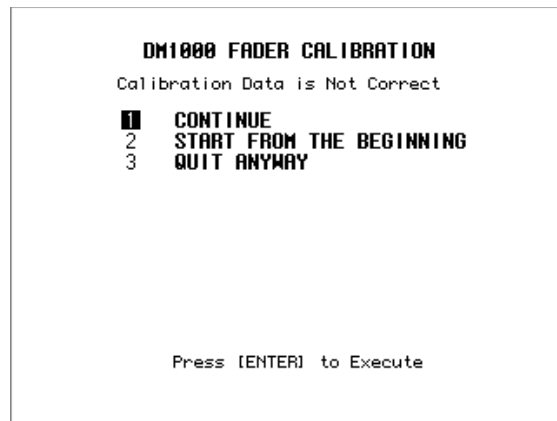 DM1000 FADER CALIBRATION
Calibration Data is Not Correct
1 CONTINUE
2 START FROM THE BEGINNING
3 QUIT ANYWAY
Press [ENTER] to Execute